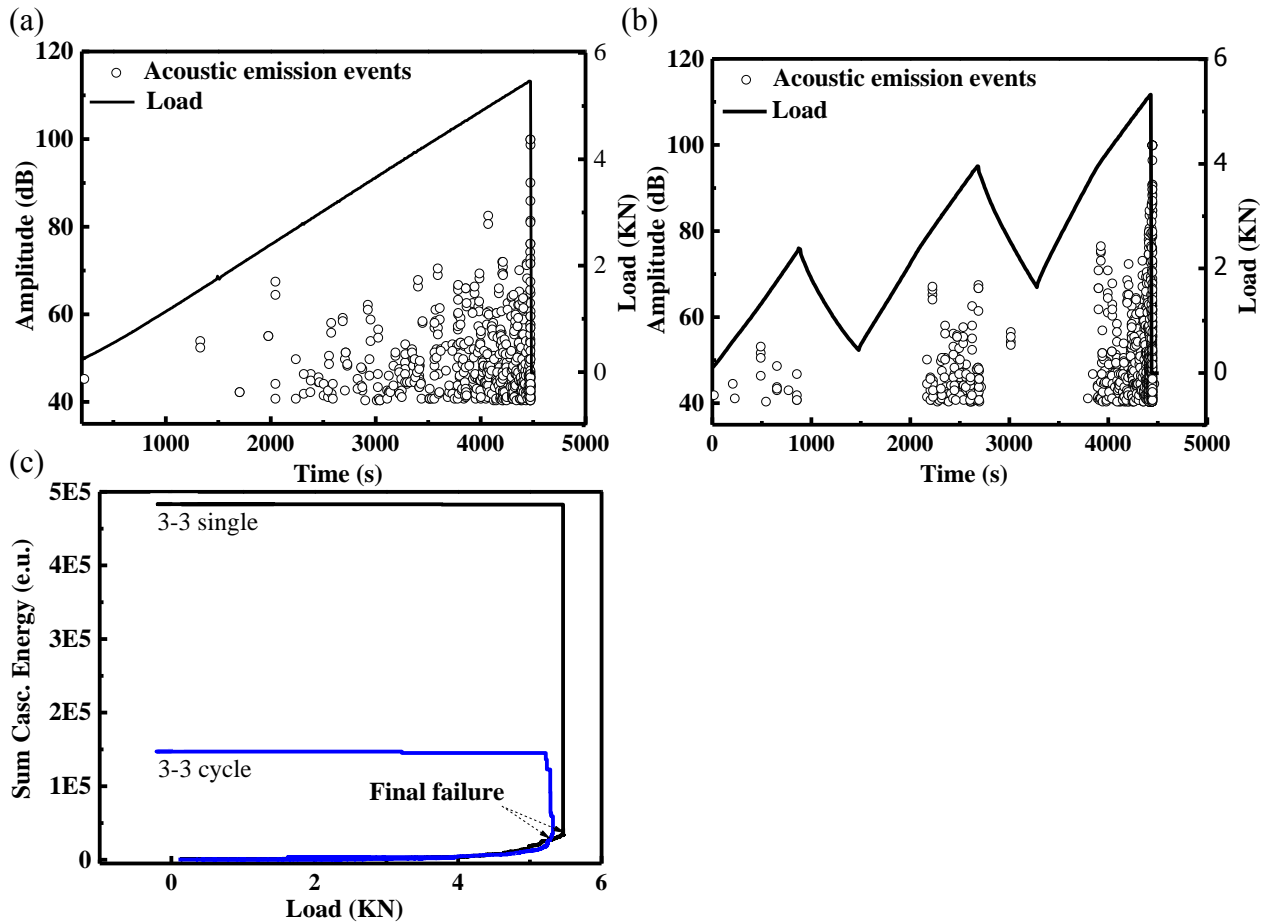 (a)
120
100
80
60
40
Amplitude (dB)
Acoustic emission events
Load
6
4
2
0
Load (KN)
1000
2000
3000
4000
5000
Time (s)
(b)
120
100
80
60
40
Amplitude (dB)
Acoustic emission events
Load
6
4
2
0
Load (KN)
0
1000
2000
3000
4000
5000
Time (s)
(c)
5E5
4E5
3E5
2E5
1E5
0
Sum Casc. Energy (e.u.)
3-3 single
3-3 cycle
Final failure
0
2
4
6
Load (KN)